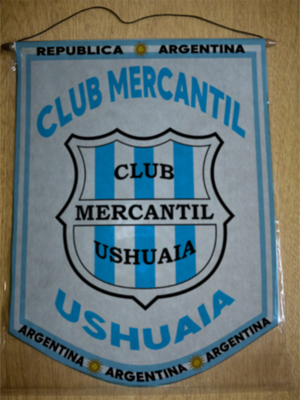 REPUBLICA ARGENTINA
CLUB MERCANTIL
CLUB
MERCANTIL
USHUAIA
USHUAIA
ARGENTINA ARGENTINA ARGENTINA